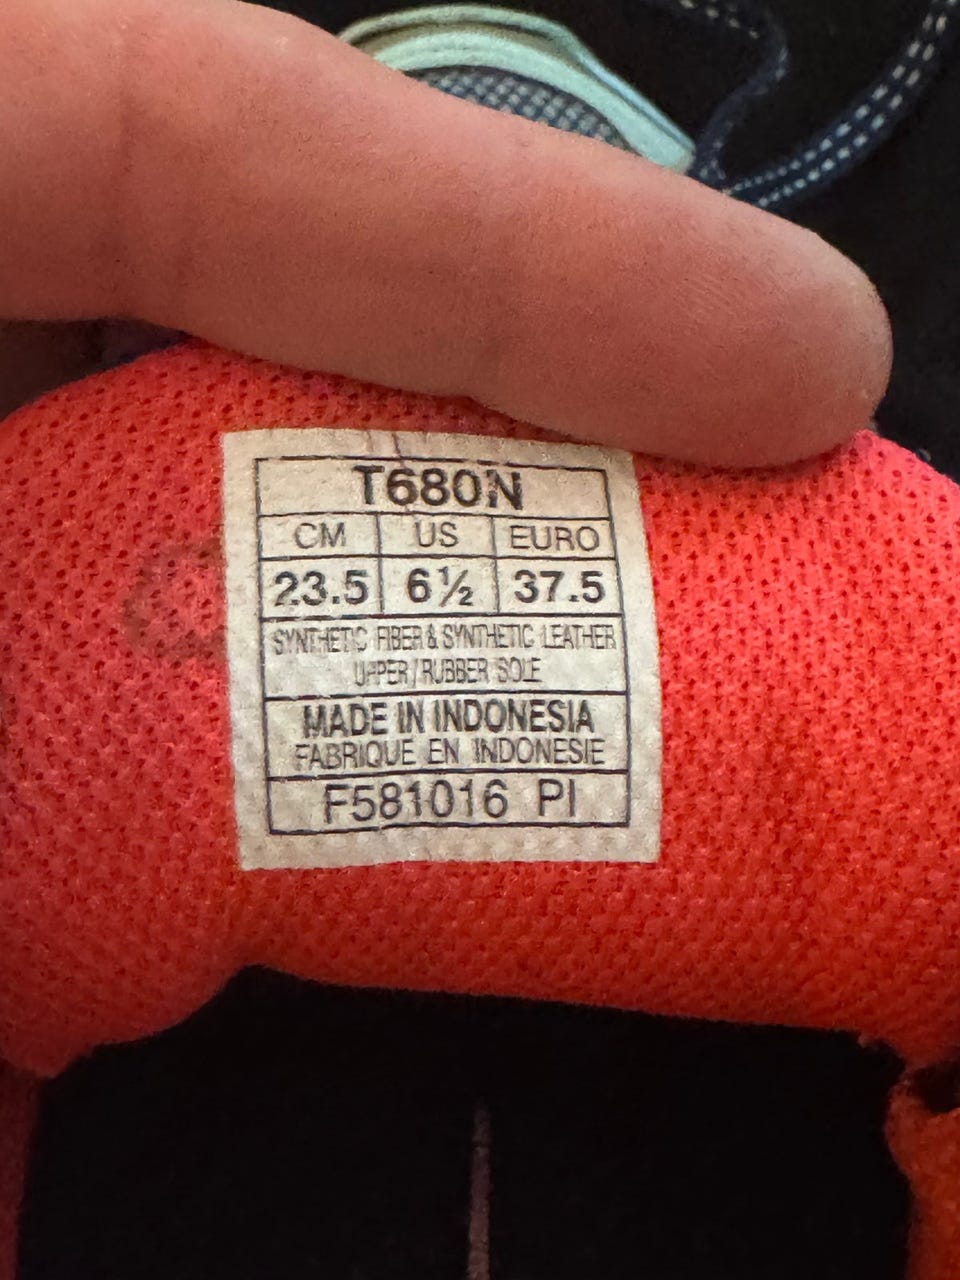 T680N
CM US EURO
23.5 6½ 37.5
SYNTHETIC FIBER & SYNTHETIC LEATHER
UPPER / RUBBER SOLE
MADE IN INDONESIA
FABRIQUE EN INDONESIE
F581016 PI